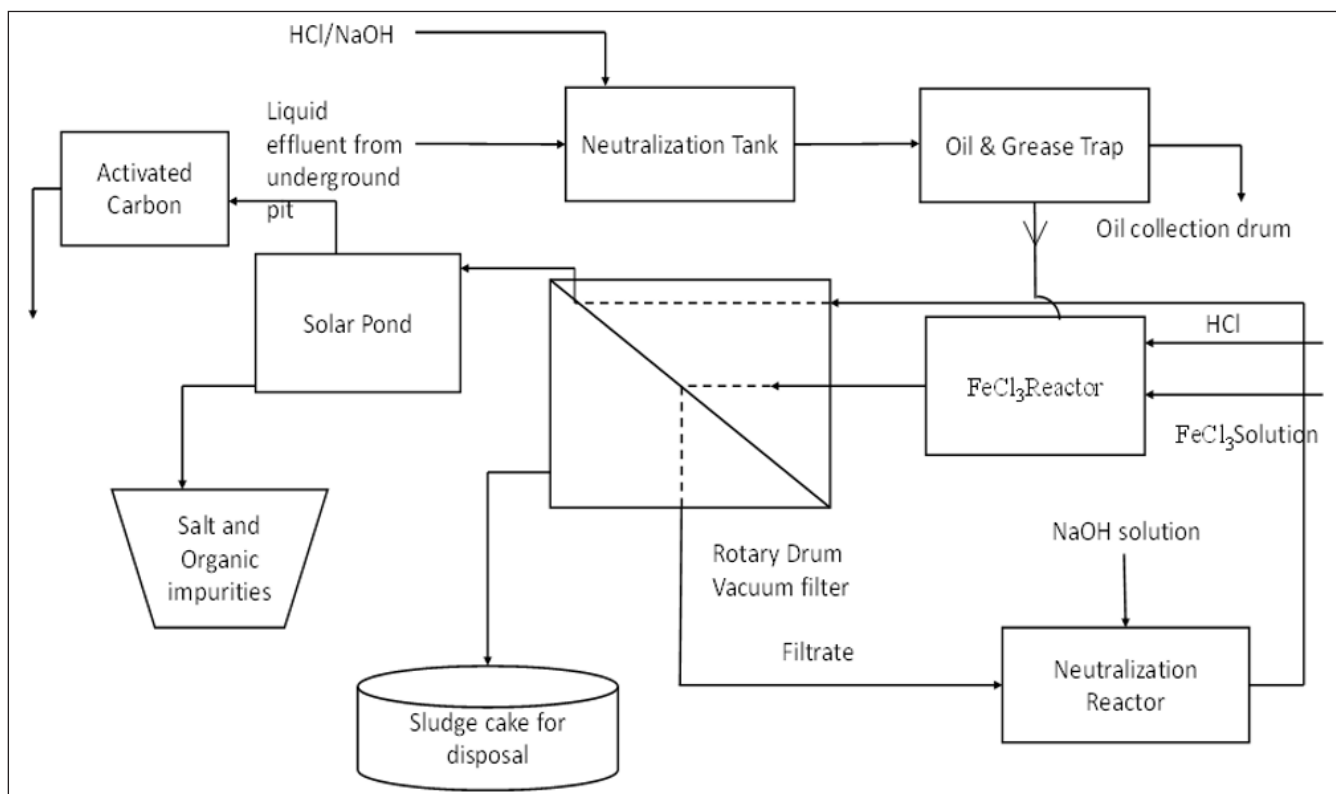 HCl/NaOH
Liquid
effluent from
underground
pit
Neutralization Tank
Oil & Grease Trap
Oil collection drum
Activated
Carbon
Solar Pond
HCl
FeCl₃Reactor
FeCl₃Solution
Salt and
Organic
impurities
Rotary Drum
Vacuum filter
NaOH solution
Filtrate
Neutralization
Reactor
Sludge cake for
disposal